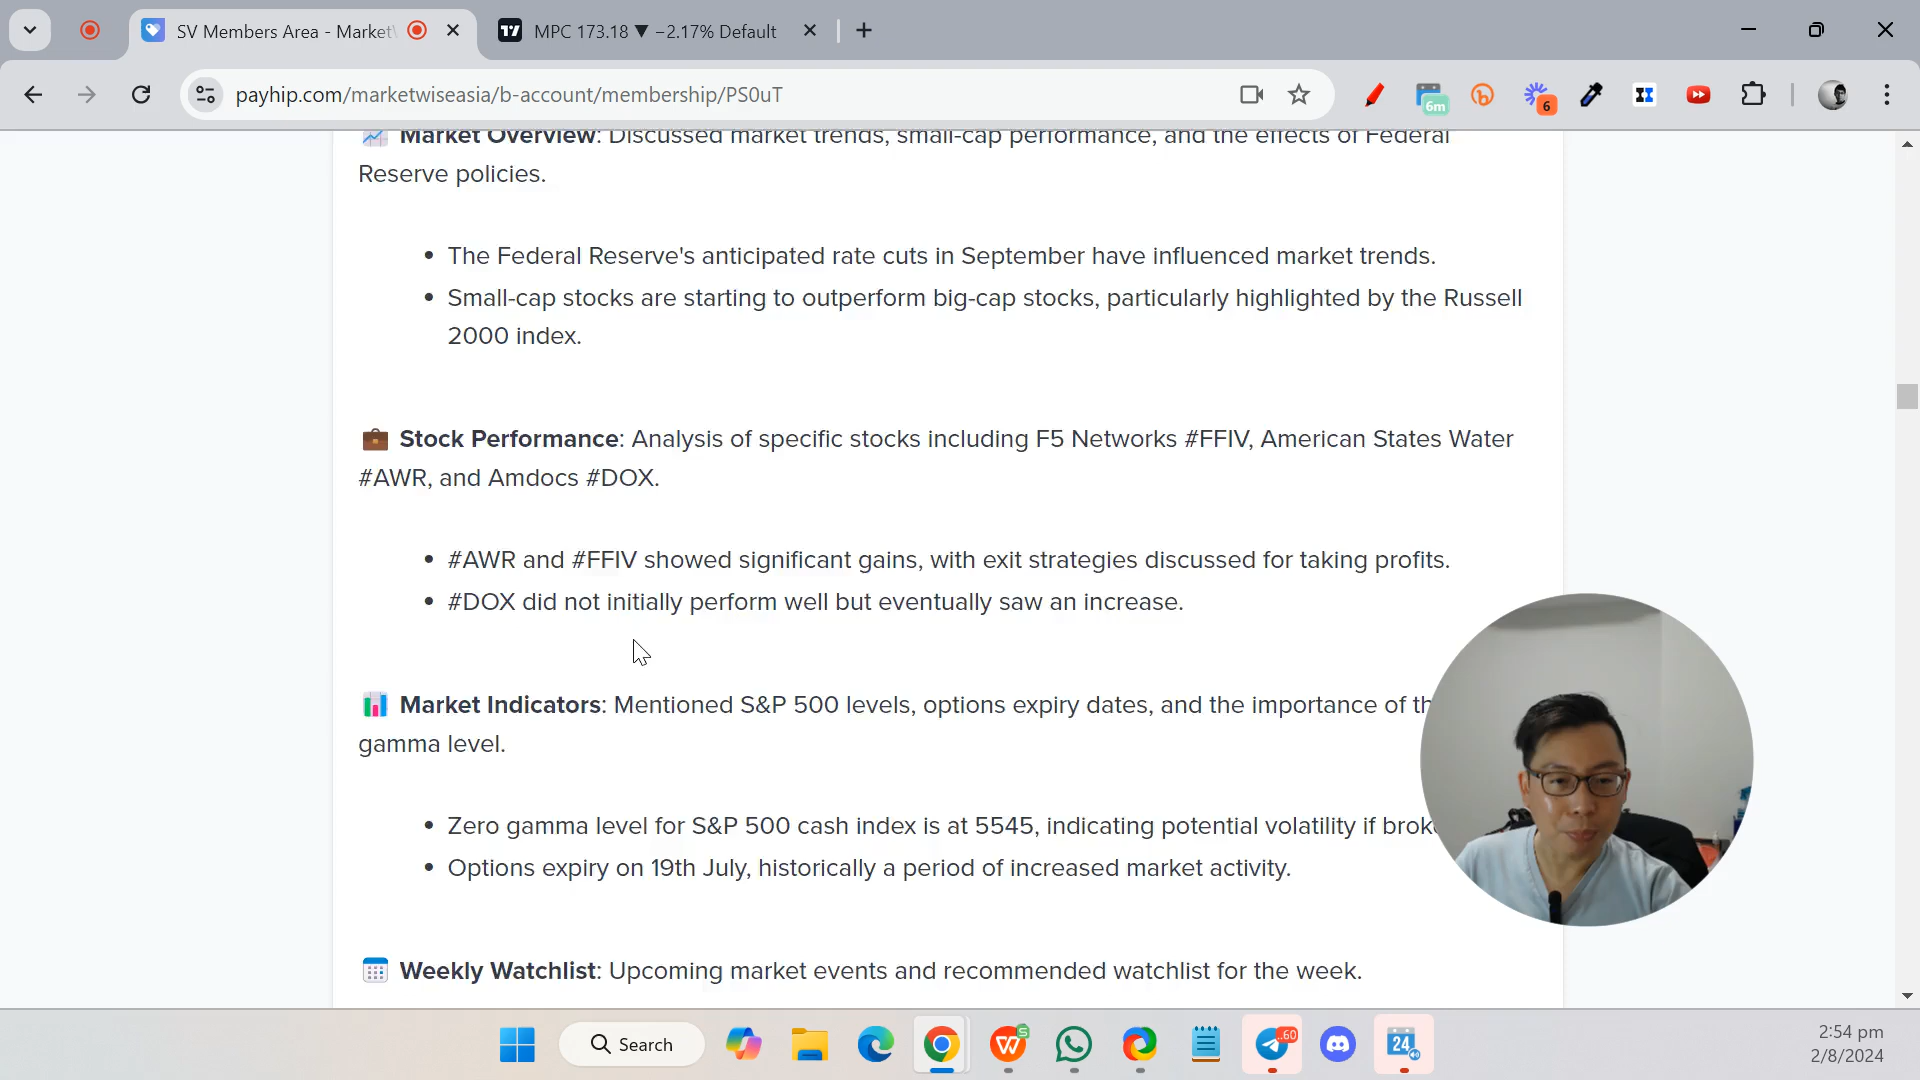 SV Members Area - Market
MPC 173.18 ▼ −2.17% Default
payhip.com/marketwiseasia/b-account/membership/PS0uT
6m
6
Market Overview: Discussed market trends, small-cap performance, and the effects of Federal
Reserve policies.
• The Federal Reserve's anticipated rate cuts in September have influenced market trends.
• Small-cap stocks are starting to outperform big-cap stocks, particularly highlighted by the Russell
2000 index.
Stock Performance: Analysis of specific stocks including F5 Networks #FFIV, American States Water
#AWR, and Amdocs #DOX.
• #AWR and #FFIV showed significant gains, with exit strategies discussed for taking profits.
• #DOX did not initially perform well but eventually saw an increase.
Market Indicators: Mentioned S&P 500 levels, options expiry dates, and the importance of
gamma level.
• Zero gamma level for S&P 500 cash index is at 5545, indicating potential volatility if
• Options expiry on 19th July, historically a period of increased market activity.
Weekly Watchlist: Upcoming market events and recommended watchlist for the week.
Search
60
24
2:54 pm
2/8/2024